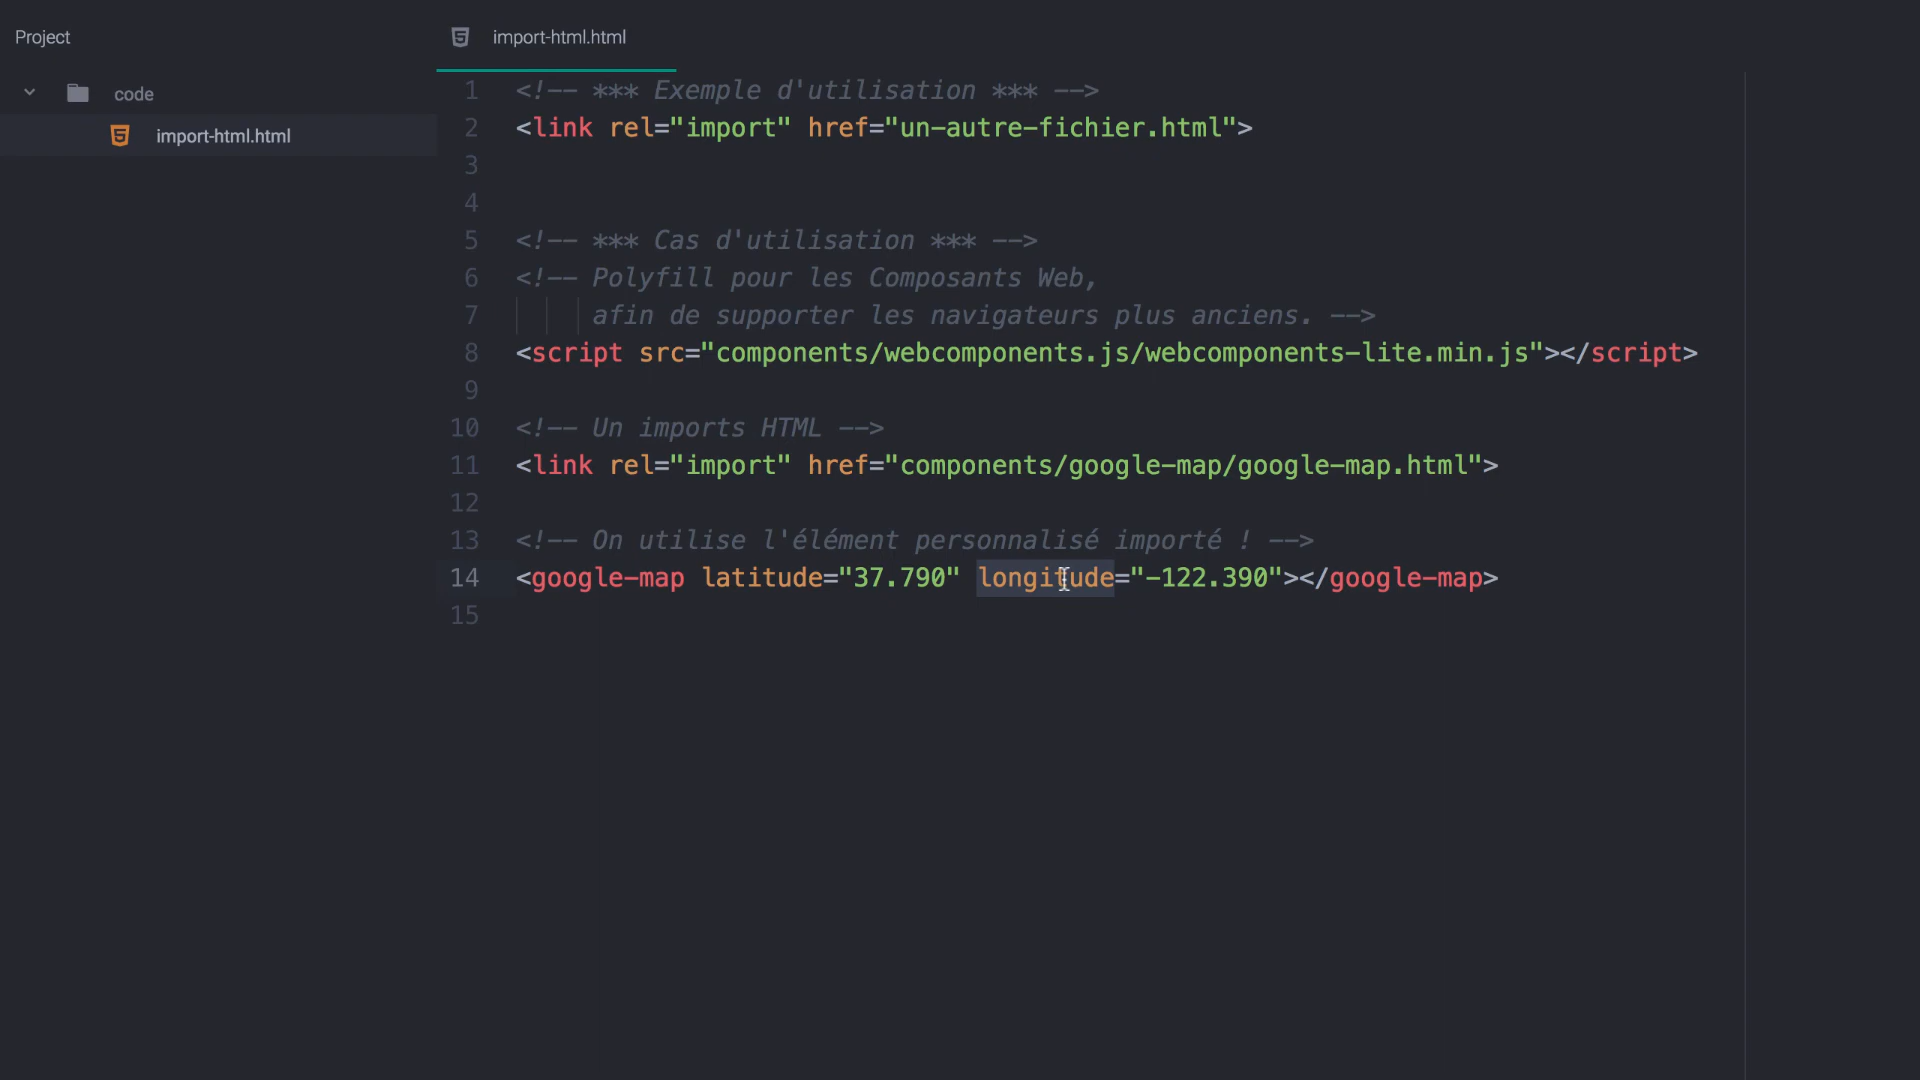 Project
import-html.html
code
import-html.html
1 <!-- *** Exemple d'utilisation *** -->
2 <link rel="import" href="un-autre-fichier.html">
3
4
5 <!-- *** Cas d'utilisation *** -->
6 <!-- Polyfill pour les Composants Web,
7 afin de supporter les navigateurs plus anciens. -->
8 <script src="components/webcomponents.js/webcomponents-lite.min.js"></script>
9
10 <!-- Un imports HTML -->
11 <link rel="import" href="components/google-map/google-map.html">
12
13 <!-- On utilise l'élément personnalisé importé ! -->
14 <google-map latitude="37.790" longitude="-122.390"></google-map>
15